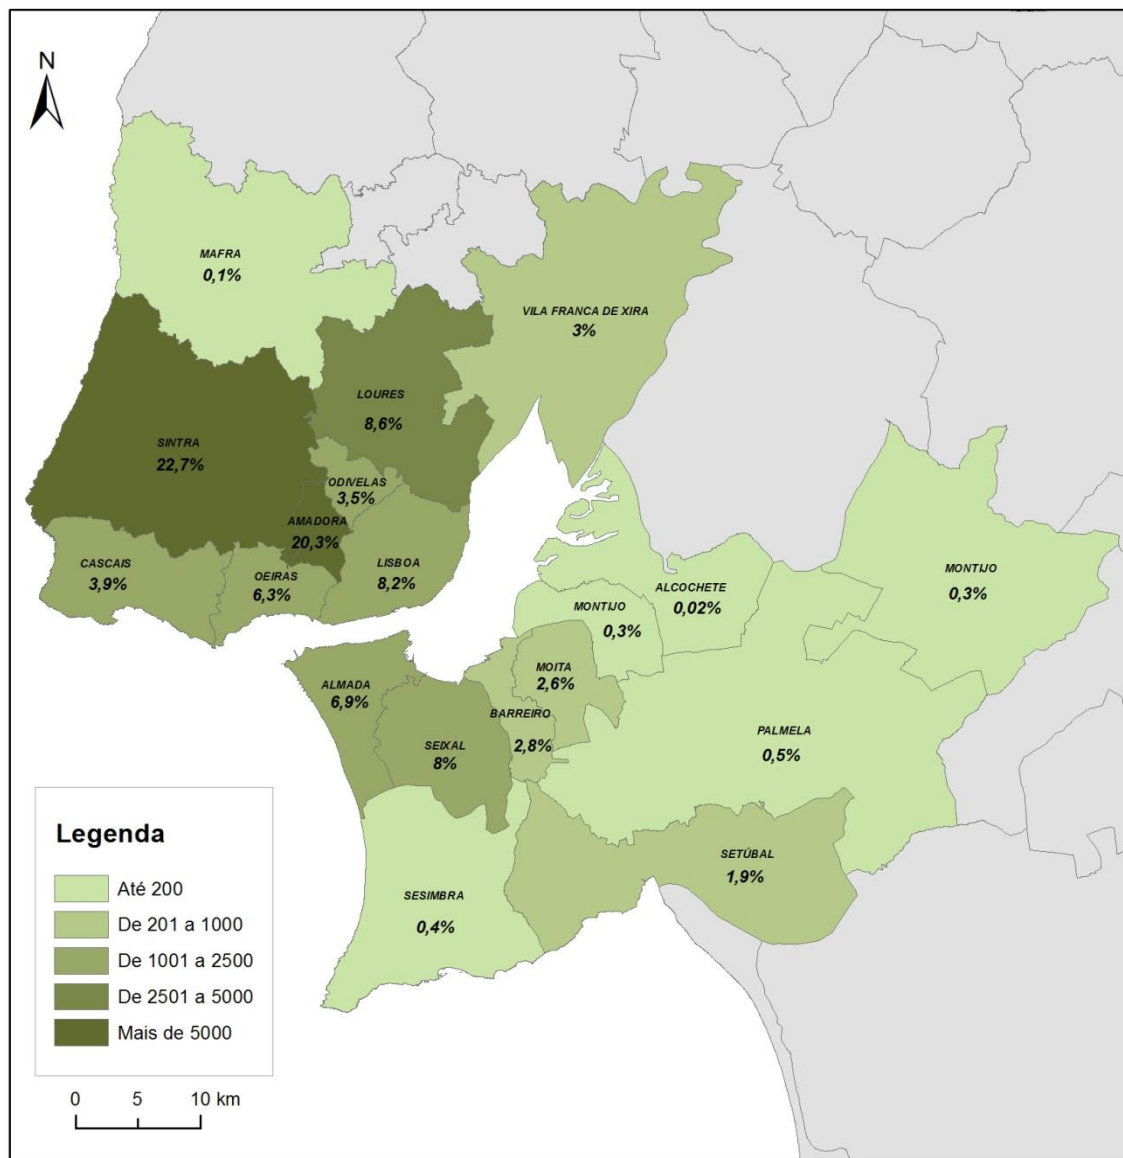 N
MAFRA
0,1%
VILA FRANCA DE XIRA
3%
LOURES
8,6%
SINTRA
22,7%
ODIVELAS
3,5%
AMADORA
20,3%
CASCAIS
3,9%
OEIRAS
6,3%
LISBOA
8,2%
ALCOCHETE
0,02%
MONTIJO
0,3%
MONTIJO
0,3%
MOITA
2,6%
ALMADA
6,9%
BARREIRO
2,8%
SEIXAL
8%
PALMELA
0,5%
SETÚBAL
1,9%
SESIMBRA
0,4%
Legenda
Até 200
De 201 a 1000
De 1001 a 2500
De 2501 a 5000
Mais de 5000
0 5 10 km